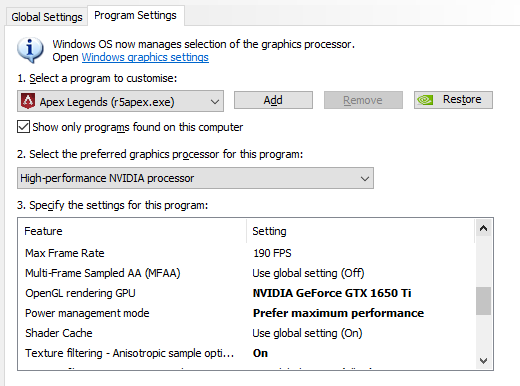 Global Settings Program Settings
Windows OS now manages selection of the graphics processor.
Open Windows graphics settings
1. Select a program to customise:
Apex Legends (r5apex.exe) Add Remove Restore
Show only programs found on this computer
2. Select the preferred graphics processor for this program:
High-performance NVIDIA processor
3. Specify the settings for this program:
Feature Setting
Max Frame Rate 190 FPS
Multi-Frame Sampled AA (MFAA) Use global setting (Off)
OpenGL rendering GPU NVIDIA GeForce GTX 1650 Ti
Power management mode Prefer maximum performance
Shader Cache Use global setting (On)
Texture filtering - Anisotropic sample opti... On